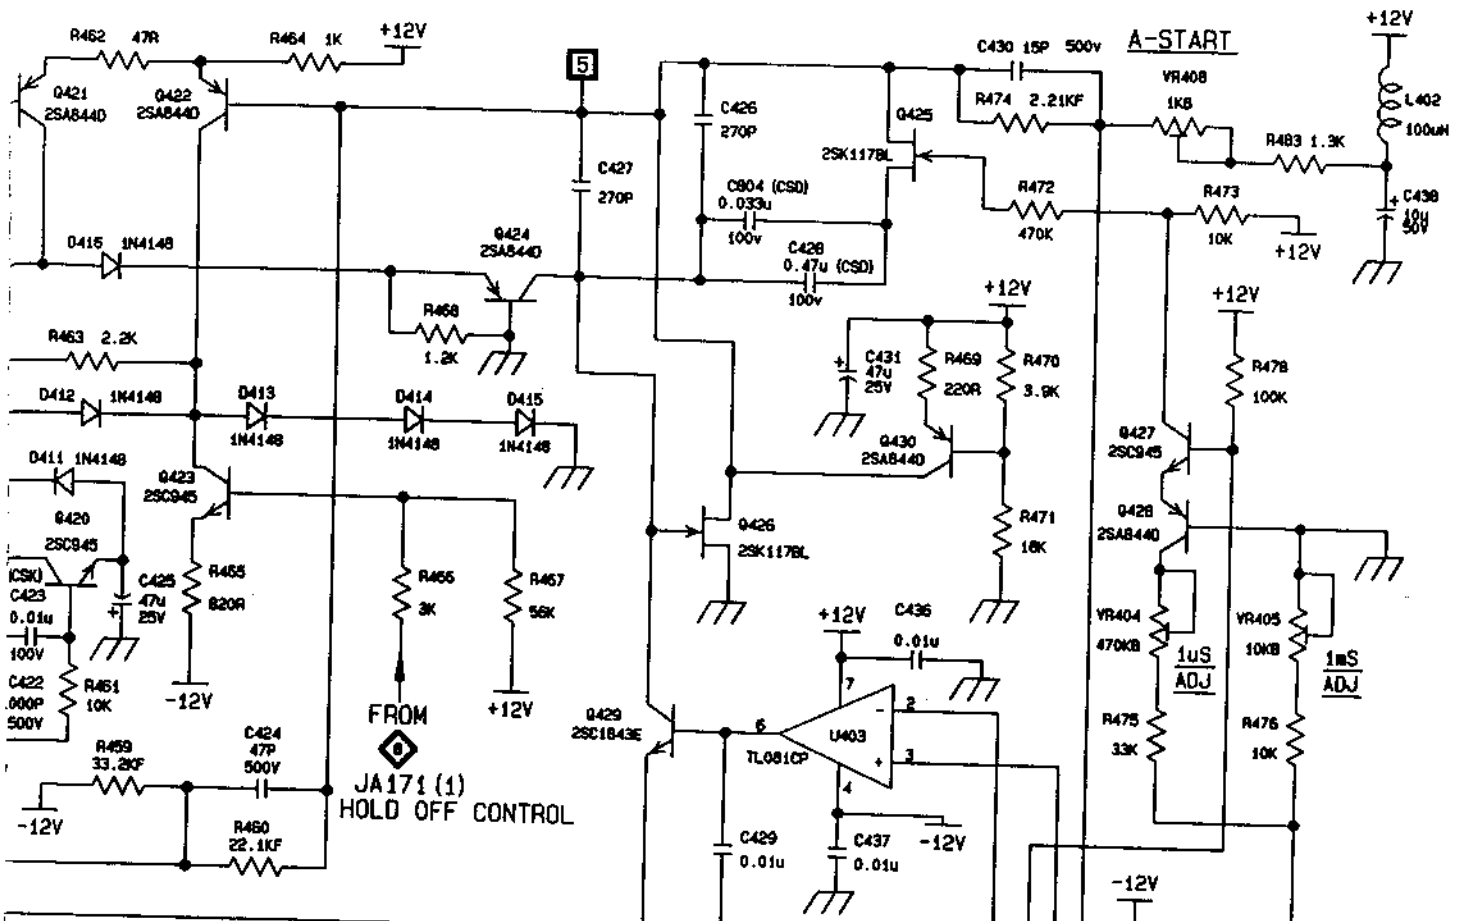 R462 47R
R464 1K
+12V
5
C430 15P 500v
A-START
+12V
Q421
2SA844D
Q422
2SA844D
C426
270P
Q425
2SK117BL
R474 2.21KF
VR408
1KB
R483 1.3K
L402
100uH
C427
270P
C804 (CSD)
0.033u
100v
R472
470K
R473
10K
+12V
C438
10u
50V
D416 1N4148
Q424
2SA844D
C428
0.47u (CSD)
100v
+12V
+12V
R463 2.2K
R468
1.2K
C431
47u
25V
R469
220R
R470
3.9K
R478
100K
D412 1N4148
D413
1N4148
D414
1N4148
D415
1N4148
Q430
2SA844D
Q427
2SC945
D411 1N4148
Q423
2SC945
Q420
2SC945
Q426
2SK117BL
R471
18K
Q428
2SA844D
(CSK)
C423
0.01u
100V
C425
47u
25V
R465
820R
R466
3K
R467
56K
C422
.000P
500V
R461
10K
-12V
FROM
+12V
+12V
C436
0.01u
VR404
470KB
1uS
ADJ
VR405
10KB
1mS
ADJ
R459
33.2KF
C424
47P
500V
8
JA171(1)
HOLD OFF CONTROL
Q429
2SC1843E
6
7
2
-
U403
TL081CP
+
3
4
R475
33K
R476
10K
-12V
R460
22.1KF
C429
0.01u
C437
0.01u
-12V
-12V